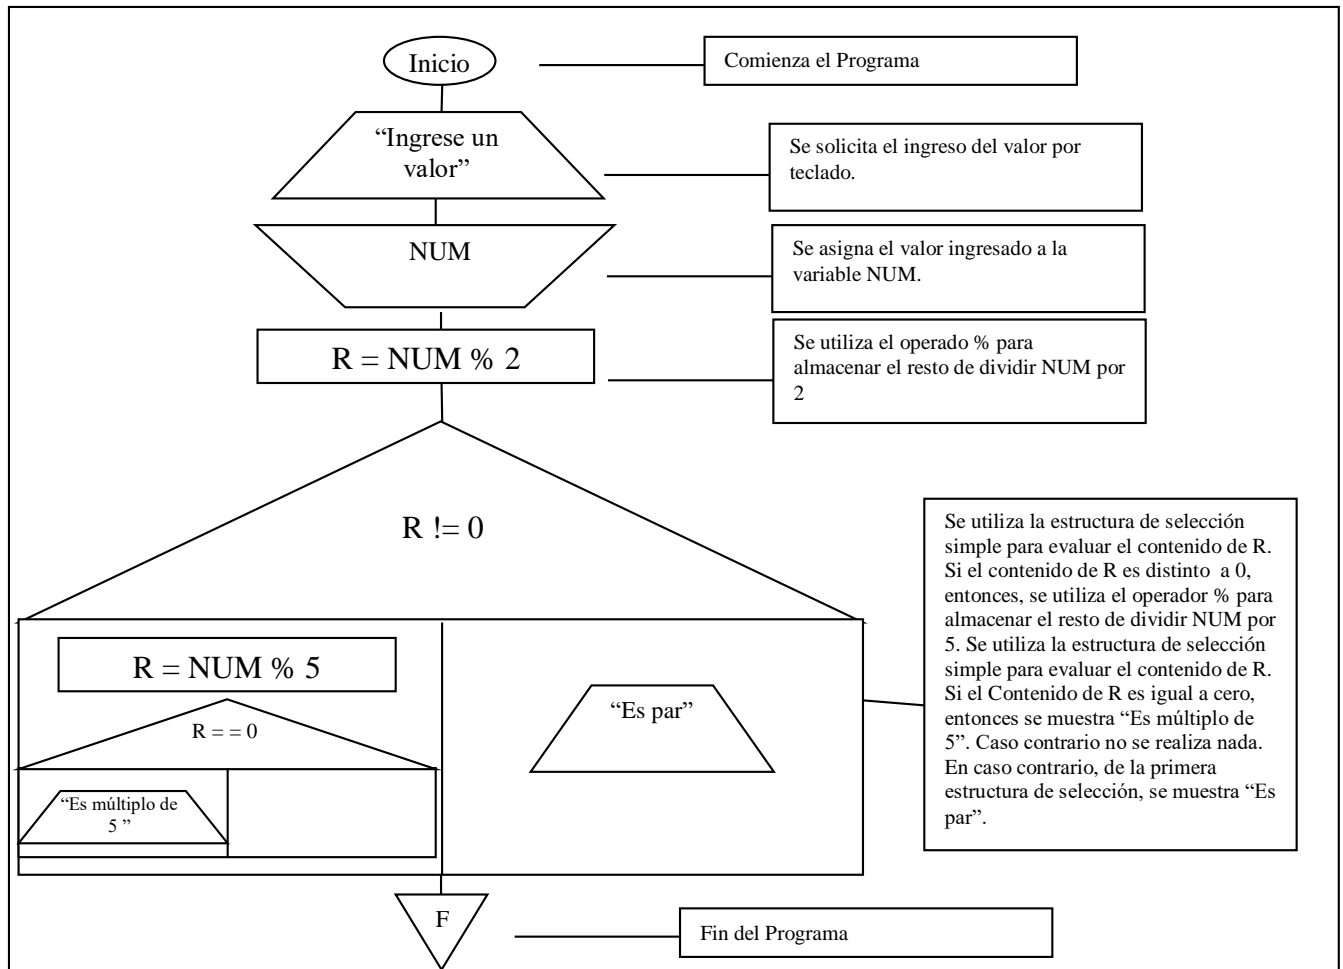 Inicio
Comienza el Programa
“Ingrese un
valor”
Se solicita el ingreso del valor por
teclado.
NUM
Se asigna el valor ingresado a la
variable NUM.
R = NUM % 2
Se utiliza el operado % para
almacenar el resto de dividir NUM por
2
R != 0
Se utiliza la estructura de selección
simple para evaluar el contenido de R.
Si el contenido de R es distinto  a 0,
entonces, se utiliza el operador % para
almacenar el resto de dividir NUM por
5. Se utiliza la estructura de selección
simple para evaluar el contenido de R.
Si el Contenido de R es igual a cero,
entonces se muestra “Es múltiplo de
5”. Caso contrario no se realiza nada.
En caso contrario, de la primera
estructura de selección, se muestra “Es
par”.
R = NUM % 5
R = = 0
“Es múltiplo de
5 ”
“Es par”
F
Fin del Programa